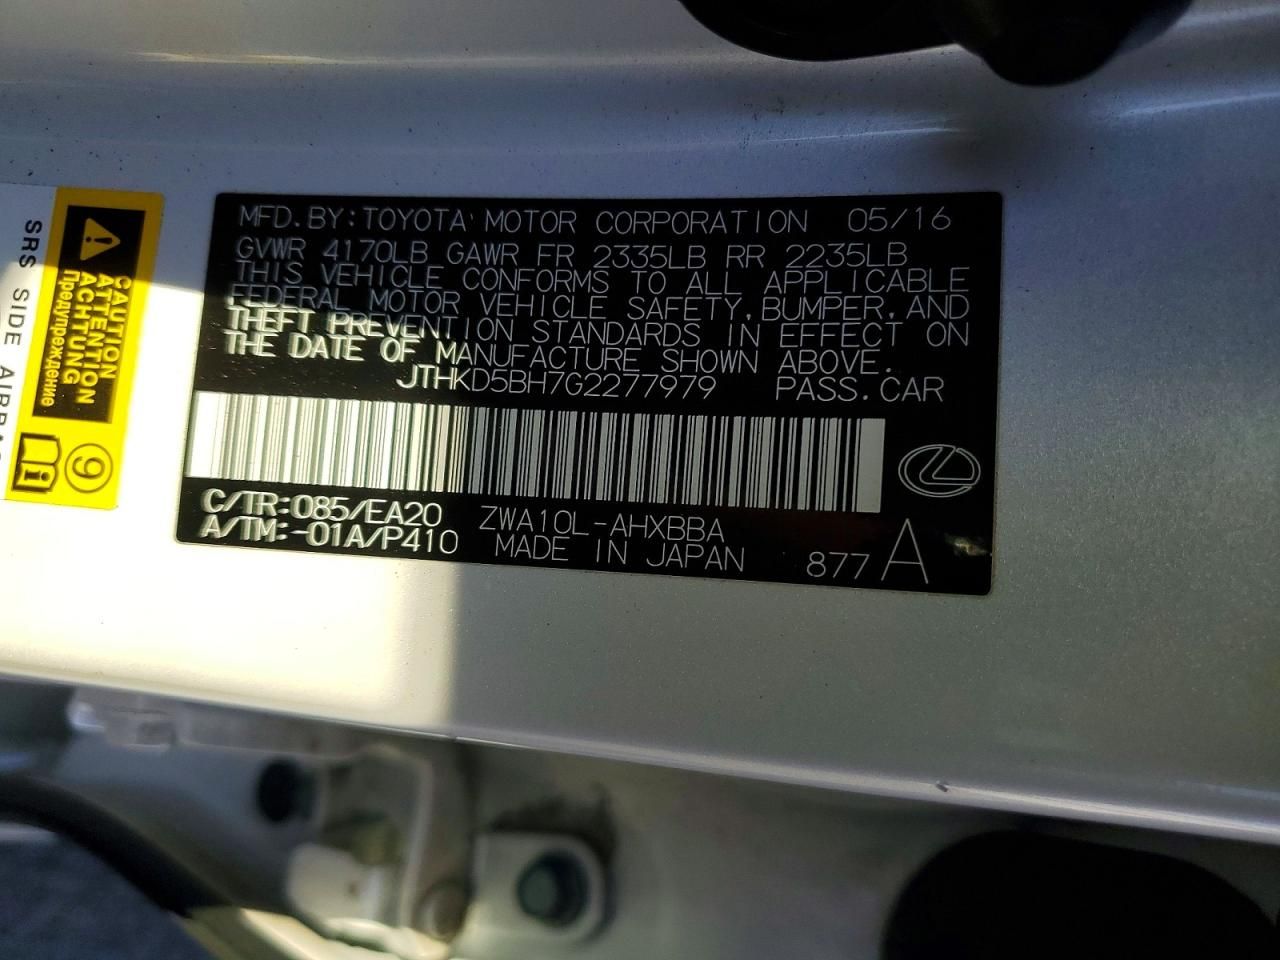 MFD.BY:TOYOTA MOTOR CORPORATION 05/16
GVWR 4170LB GAWR FR 2335LB RR 2235LB
THIS VEHICLE CONFORMS TO ALL APPLICABLE
FEDERAL MOTOR VEHICLE SAFETY, BUMPER, AND
THEFT PREVENTION STANDARDS IN EFFECT ON
THE DATE OF MANUFACTURE SHOWN ABOVE.
JTHKD5BH7G2277979 PASS.CAR
C/TR:085/EA20 ZWA10L-AHXBBA
A/TM:-01A/P410 MADE IN JAPAN 877 A
CAUTION
ATTENTION
ACHTUNG
Предупреждение
9
SRS SIDE